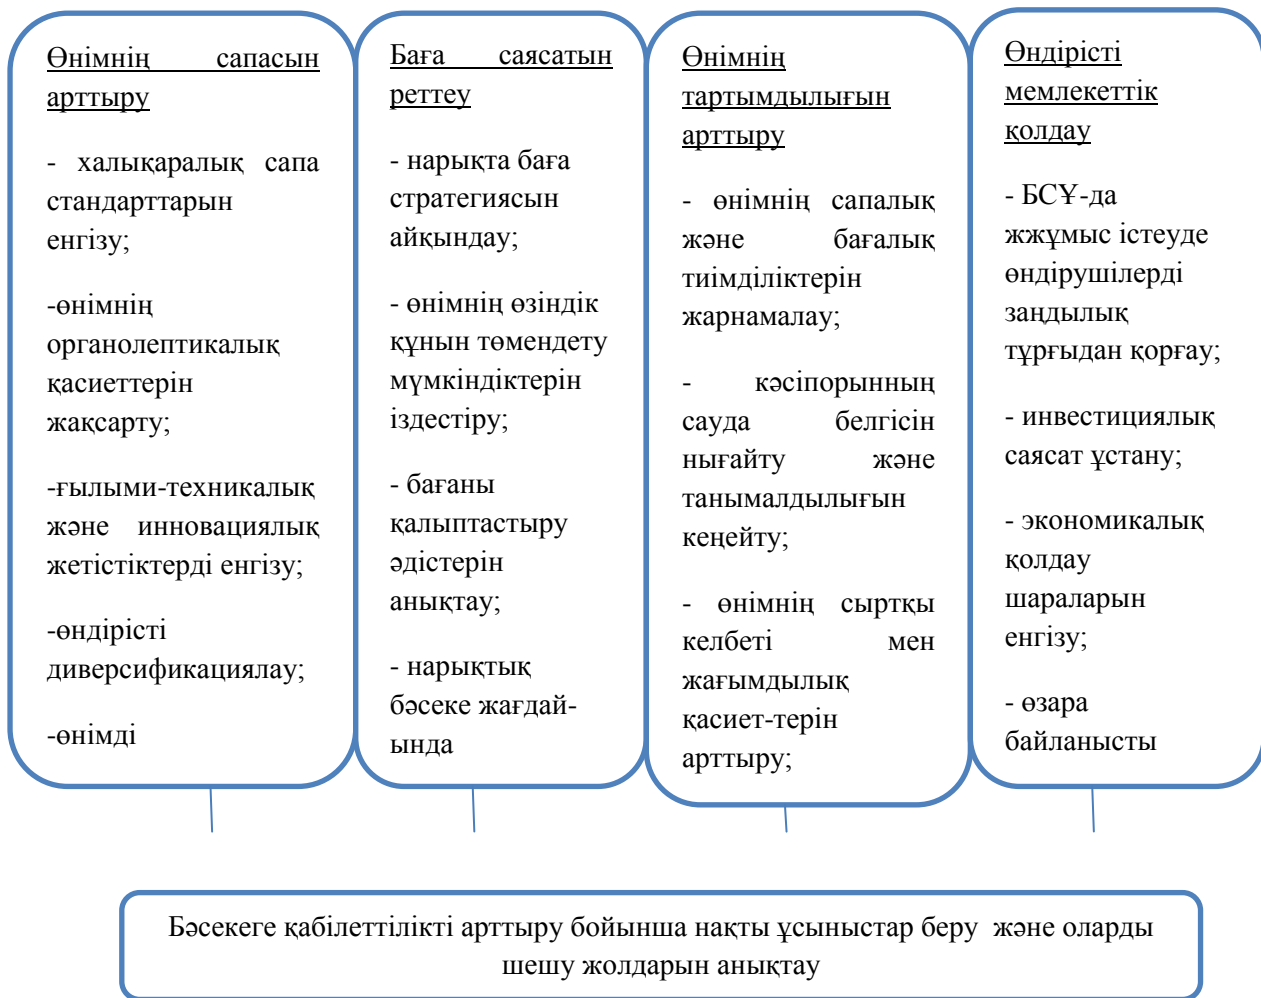 Өнімнің сапасын
арттыру
- халықаралық сапа
стандарттарын
енгізу;
-өнімнің
органолептикалық
қасиеттерін
жақсарту;
-ғылыми-техникалық
және инновациялық
жетістіктерді енгізу;
-өндірісті
диверсификациялау;
-өнімді
Баға саясатын
реттеу
- нарықта баға
стратегиясын
айқындау;
- өнімнің өзіндік
құнын төмендету
мүмкіндіктерін
іздестіру;
- бағаны
қалыптастыру
әдістерін
анықтау;
- нарықтық
бәсеке жағдай-
ында
Өнімнің
тартымдылығын
арттыру
- өнімнің сапалық
және бағалық
тиімділіктерін
жарнамалау;
- кәсіпорынның
сауда белгісін
нығайту және
танымалдылығын
кеңейту;
- өнімнің сыртқы
келбеті мен
жағымдылық
қасиет-терін
арттыру;
Өндірісті
мемлекеттік
қолдау
- БСҰ-да
жжұмыс істеуде
өндірушілерді
заңдылық
тұрғыдан қорғау;
- инвестициялық
саясат ұстану;
- экономикалық
қолдау
шараларын
енгізу;
- өзара
байланысты
Бәсекеге қабілеттілікті арттыру бойынша нақты ұсыныстар беру және оларды
шешу жолдарын анықтау